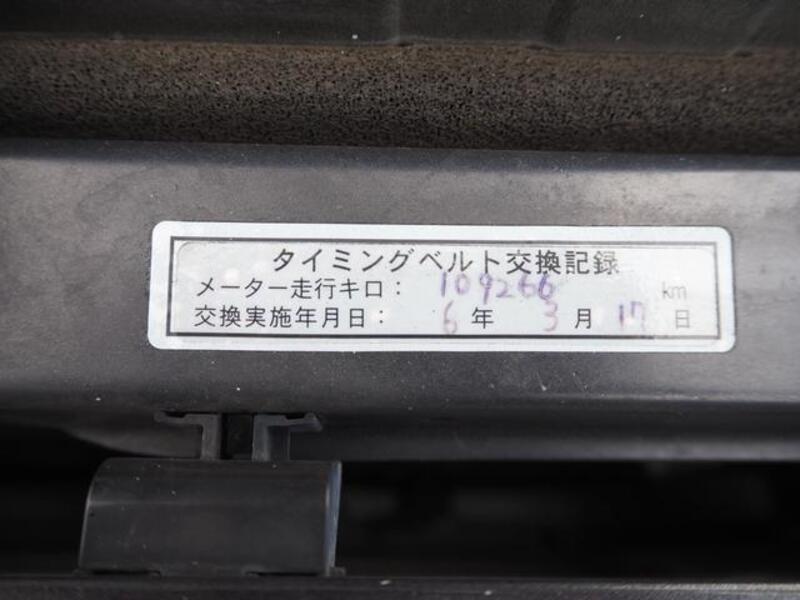 タイミングベルト交換記録
メーター走行キロ： 109266 km
交換実施年月日： 6 年 3 月 17 日